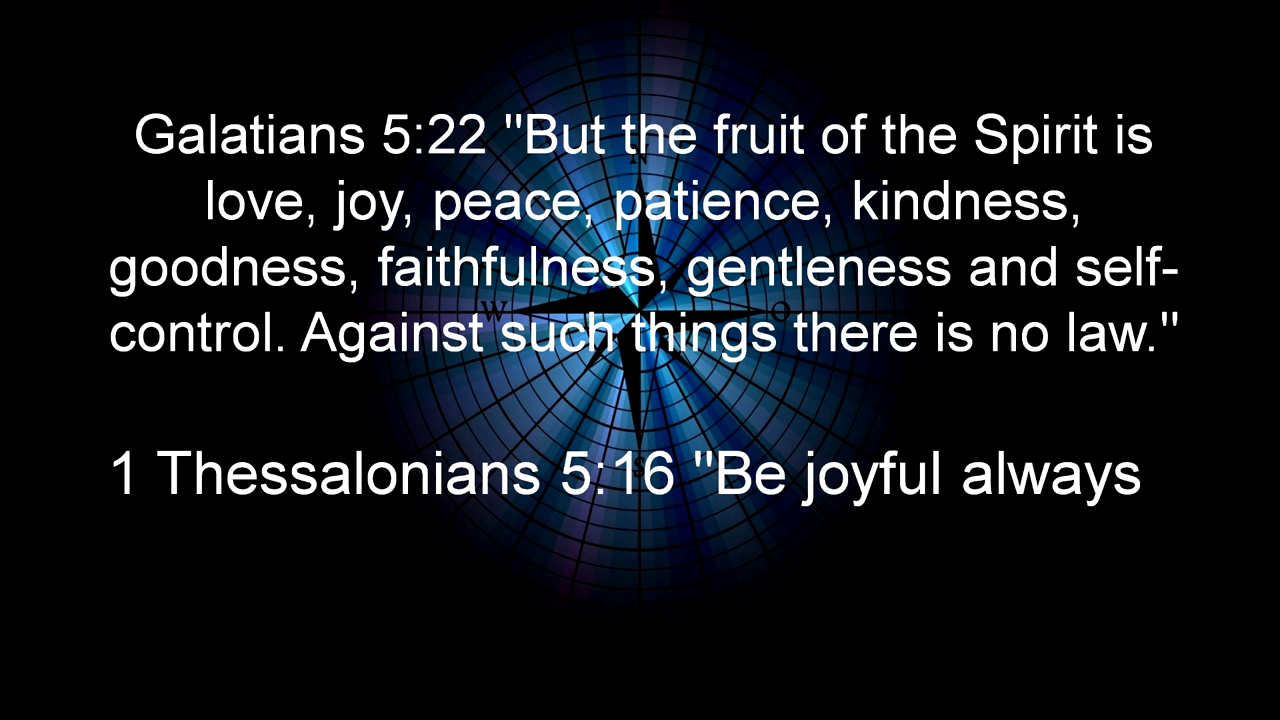 Galatians 5:22 "But the fruit of the Spirit is
love, joy, peace, patience, kindness,
goodness, faithfulness, gentleness and self-
control. Against such things there is no law."
1 Thessalonians 5:16 "Be joyful always
N
W
O
S